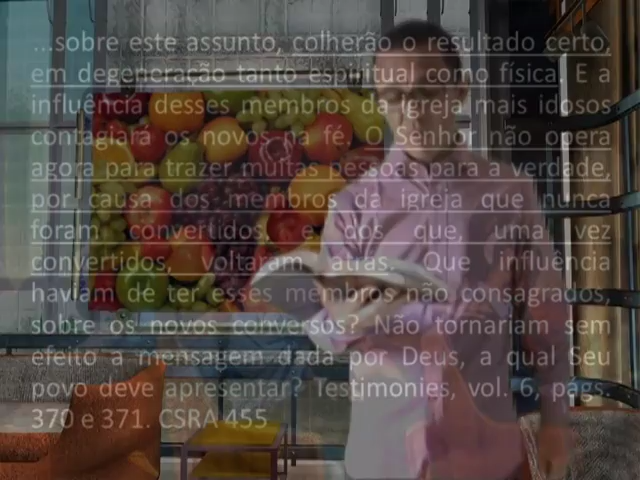 ...sobre este assunto, colherão o resultado certo,
em degeneração tanto espiritual como física. E a
influência desses membros da igreja mais idosos
contagia os novos na fé. O Senhor não opera
agora para trazer muitas pessoas para a verdade,
por causa dos membros da igreja que nunca
foram convertidos e dos que, uma vez
convertidos, Que influência
haviam de ter esses membros não consagrados,
sobre os novos conversos? Não tornariam sem
efeito a mensagem dada por Deus, a qual Seu
povo deve apresentar? Testimonies, vol. 6, págs.
370 e 371. CSRA 455